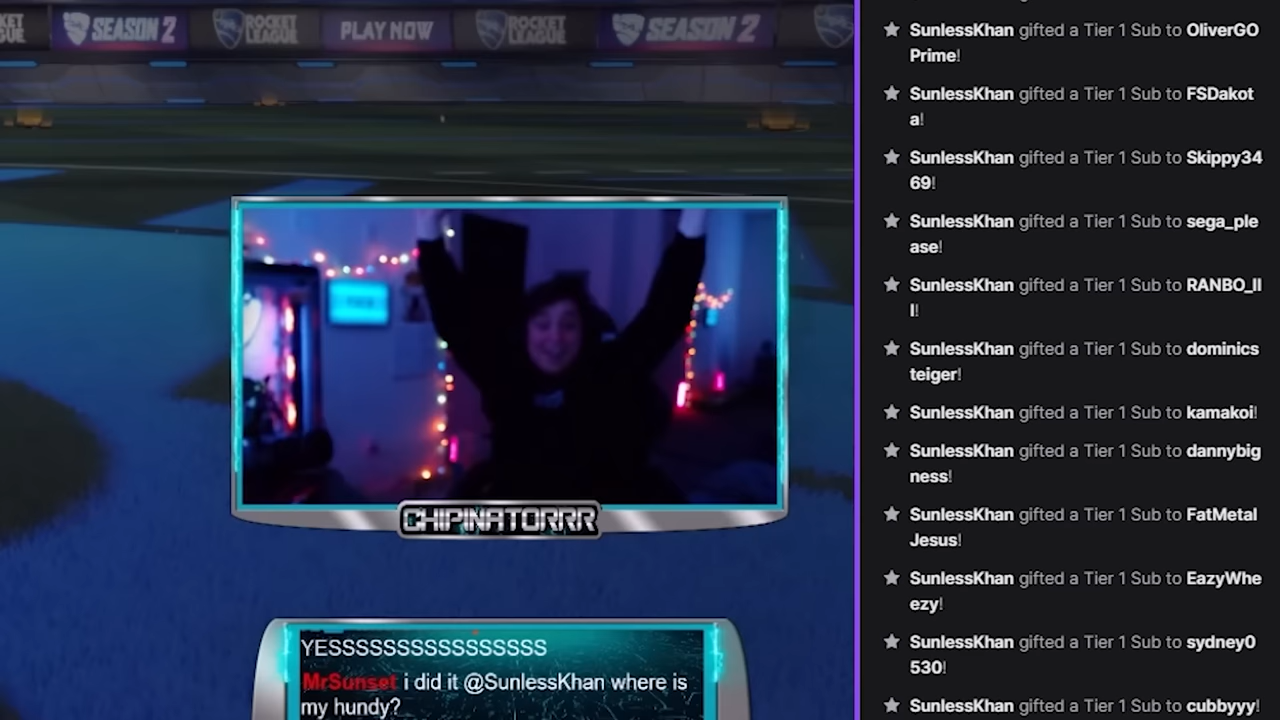 SEASON 2
ROCKET
LEAGUE
PLAY NOW
ROCKET
LEAGUE
SEASON 2
CHIPINATORRR
YESSSSSSSSSSSSSSSS
MrSunset i did it @SunlessKhan where is
my hundy?
SunlessKhan gifted a Tier 1 Sub to OliverGO
Prime!
SunlessKhan gifted a Tier 1 Sub to FSDakot
a!
SunlessKhan gifted a Tier 1 Sub to Skippy34
69!
SunlessKhan gifted a Tier 1 Sub to sega_ple
ase!
SunlessKhan gifted a Tier 1 Sub to RANBO_II
I!
SunlessKhan gifted a Tier 1 Sub to dominics
teiger!
SunlessKhan gifted a Tier 1 Sub to kamakoi!
SunlessKhan gifted a Tier 1 Sub to dannybig
ness!
SunlessKhan gifted a Tier 1 Sub to FatMetal
Jesus!
SunlessKhan gifted a Tier 1 Sub to EazyWhe
ezy!
SunlessKhan gifted a Tier 1 Sub to sydney0
530!
SunlessKhan gifted a Tier 1 Sub to cubbyyy!